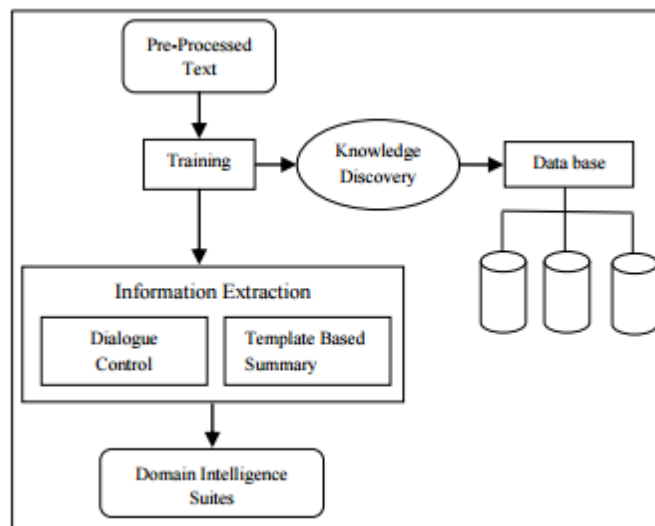 Pre-Processed
Text
Training
Knowledge
Discovery
Data base
Information Extraction
Dialogue
Control
Template Based
Summary
Domain Intelligence
Suites